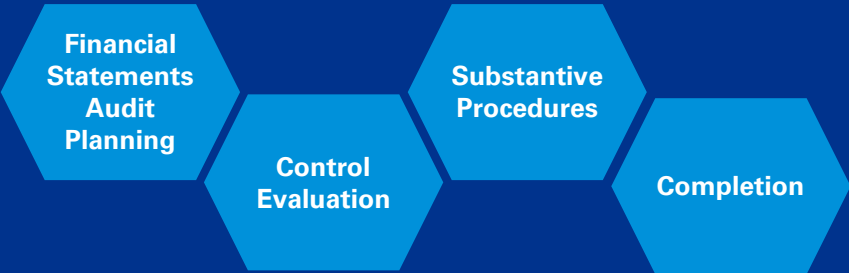 Financial
Statements
Audit
Planning
Control
Evaluation
Substantive
Procedures
Completion